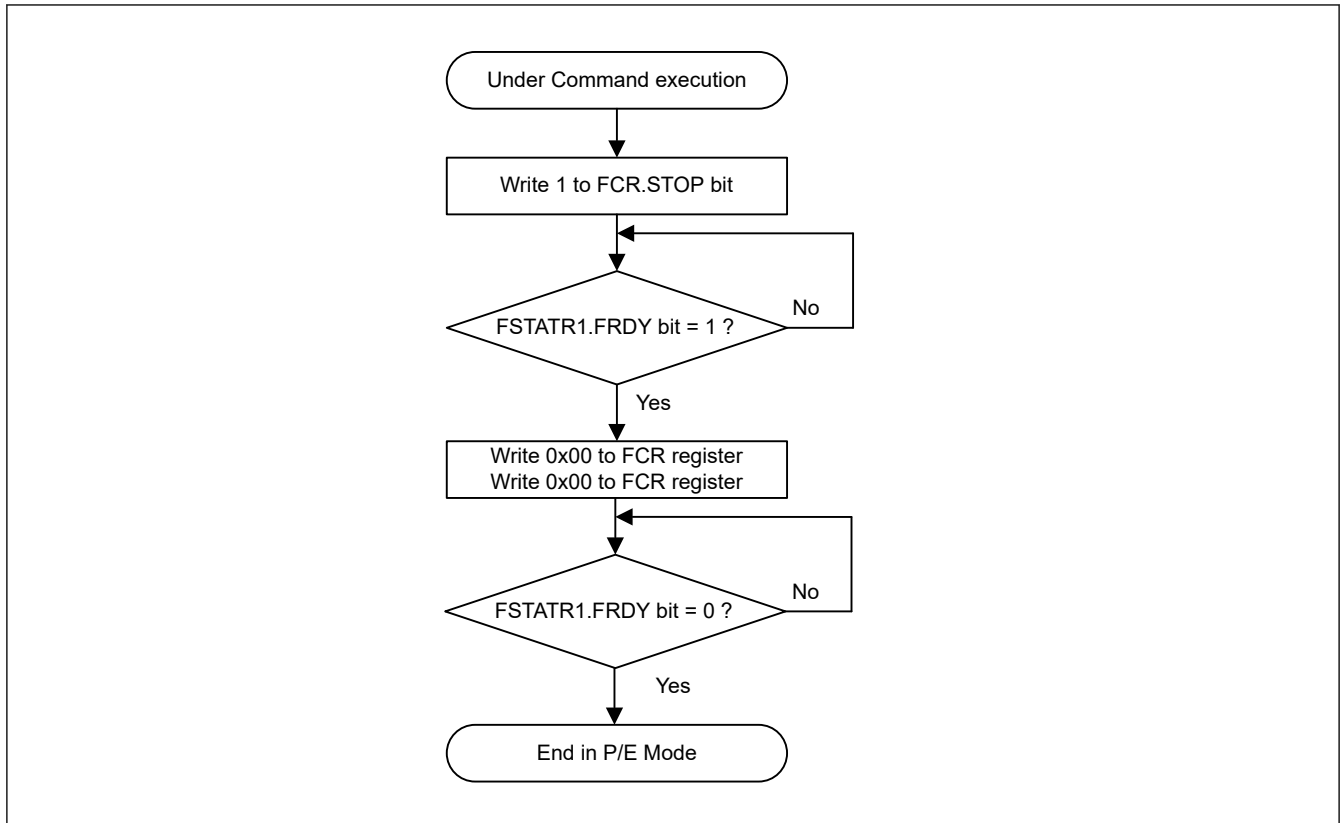 Under Command execution
Write 1 to FCR.STOP bit
FSTATR1.FRDY bit = 1 ?
No
Yes
Write 0x00 to FCR register
Write 0x00 to FCR register
FSTATR1.FRDY bit = 0 ?
No
Yes
End in P/E Mode